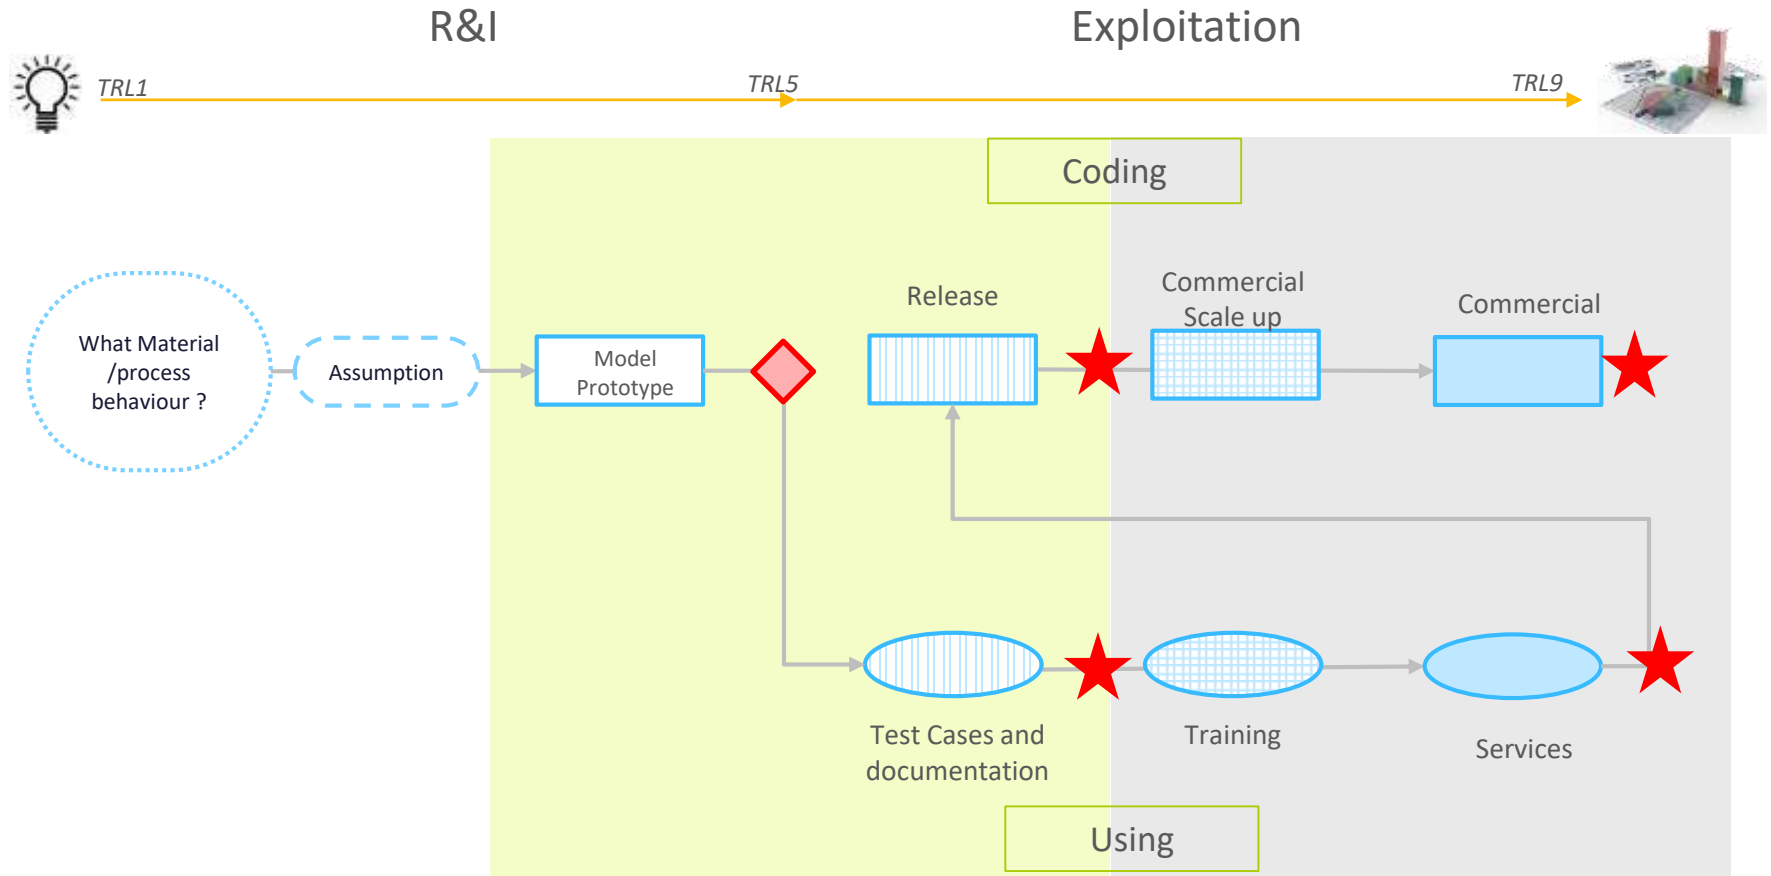 R&I
Exploitation
TRL1
TRL5
TRL9
Coding
What Material
/process
behaviour ?
Assumption
Model
Prototype
Release
Commercial
Scale up
Commercial
Test Cases and
documentation
Training
Services
Using